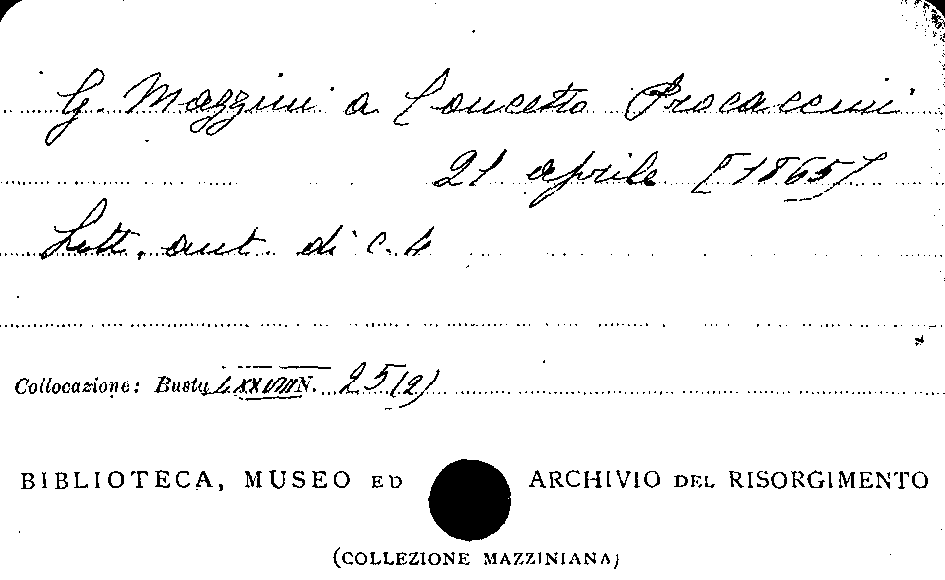 G. Mazzini a Concetto Procaccini
21 aprile [1865]
Lett. aut. di c. 4
Collocazione: Busta LXXVIII N. 25(2)
BIBLIOTECA, MUSEO ED ARCHIVIO DEL RISORGIMENTO
(COLLEZIONE MAZZINIANA)